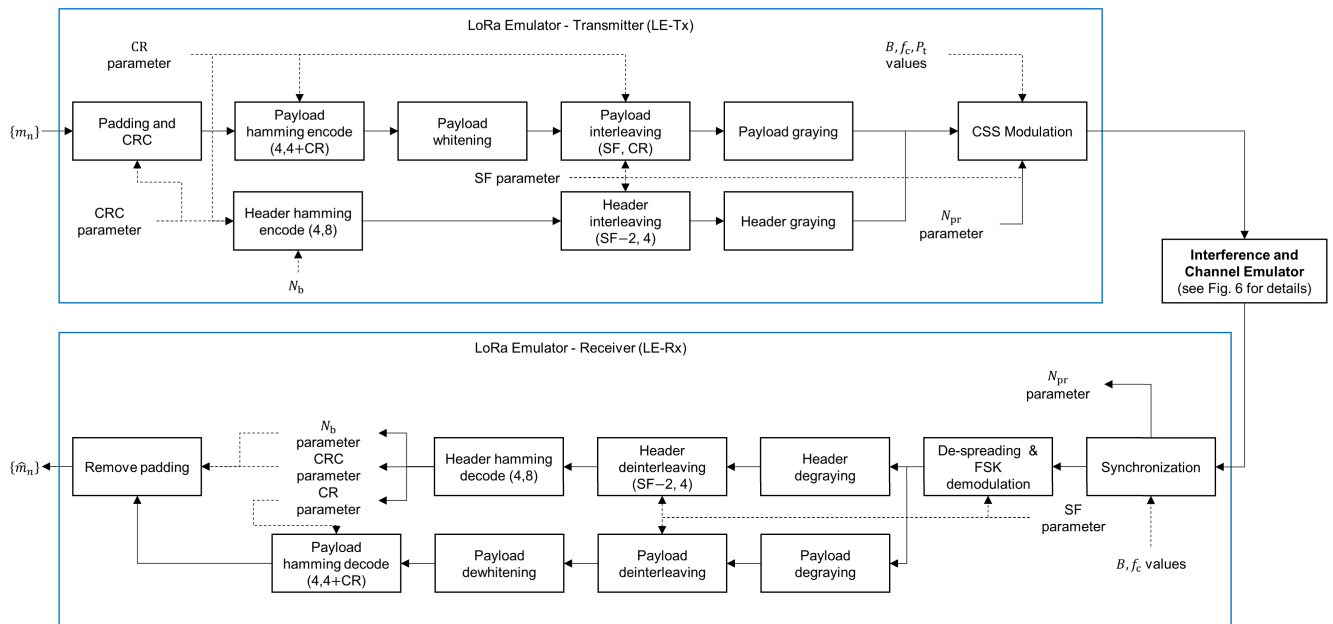 LoRa Emulator - Transmitter (LE-Tx)
CR
parameter
B, f_c, P_t
values
{m_n}
Padding and
CRC
Payload
hamming encode
(4,4+CR)
Payload
whitening
Payload
interleaving
(SF, CR)
Payload graying
CSS Modulation
SF parameter
CRC
parameter
Header hamming
encode (4,8)
Header
interleaving
(SF−2, 4)
Header graying
N_pr
parameter
N_b
Interference and
Channel Emulator
(see Fig. 6 for details)
LoRa Emulator - Receiver (LE-Rx)
N_pr
parameter
{m̂_n}
Remove padding
N_b
parameter
CRC
parameter
CR
parameter
Header hamming
decode (4,8)
Header
deinterleaving
(SF−2, 4)
Header
degraying
De-spreading &
FSK
demodulation
Synchronization
SF
parameter
Payload
hamming decode
(4,4+CR)
Payload
dewhitening
Payload
deinterleaving
Payload
degraying
B, f_c values